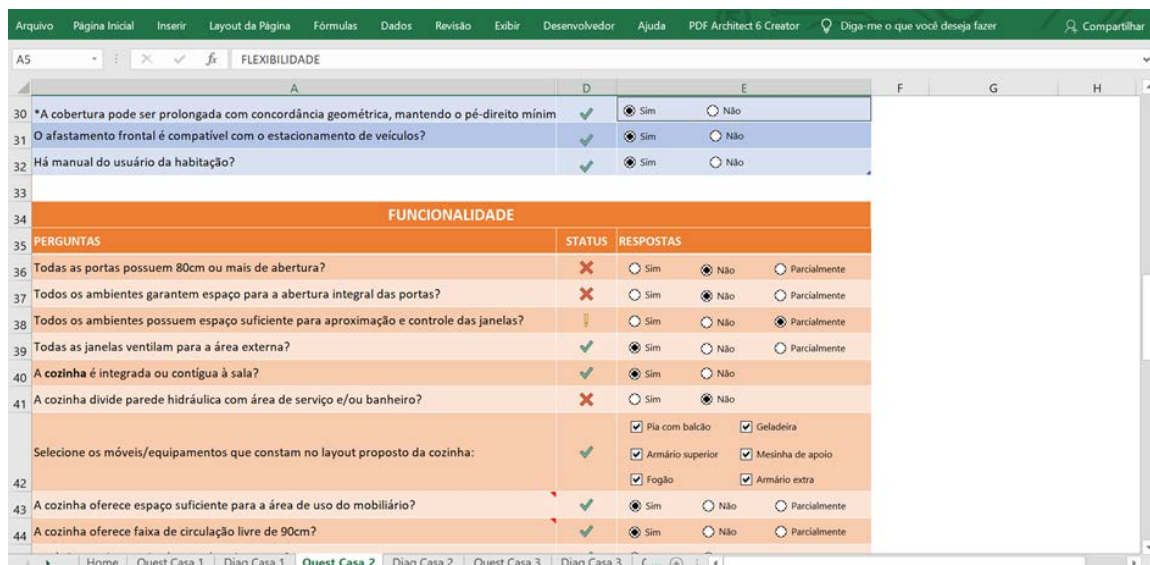 Arquivo Página Inicial Inserir Layout da Página Fórmulas Dados Revisão Exibir Desenvolvedor Ajuda PDF Architect 6 Creator Diga-me o que você deseja fazer Compartilhar
A5 fx FLEXIBILIDADE
A D E F G H
30 *A cobertura pode ser prolongada com concordância geométrica, mantendo o pé-direito mínim Sim Não
31 O afastamento frontal é compatível com o estacionamento de veículos? Sim Não
32 Há manual do usuário da habitação? Sim Não
33
34 FUNCIONALIDADE
35 PERGUNTAS STATUS RESPOSTAS
36 Todas as portas possuem 80cm ou mais de abertura? Sim Não Parcialmente
37 Todos os ambientes garantem espaço para a abertura integral das portas? Sim Não Parcialmente
38 Todos os ambientes possuem espaço suficiente para aproximação e controle das janelas? Sim Não Parcialmente
39 Todas as janelas ventilam para a área externa? Sim Não Parcialmente
40 A cozinha é integrada ou contígua à sala? Sim Não
41 A cozinha divide parede hidráulica com área de serviço e/ou banheiro? Sim Não
Pia com balcão Geladeira
Selecione os móveis/equipamentos que constam no layout proposto da cozinha: Armário superior Mesinha de apoio
42 Fogão Armário extra
43 A cozinha oferece espaço suficiente para a área de uso do mobiliário? Sim Não Parcialmente
44 A cozinha oferece faixa de circulação livre de 90cm? Sim Não Parcialmente
Home Quest Casa 1 Diag Casa 1 Quest Casa 2 Diag Casa 2 Quest Casa 3 Diag Casa 3